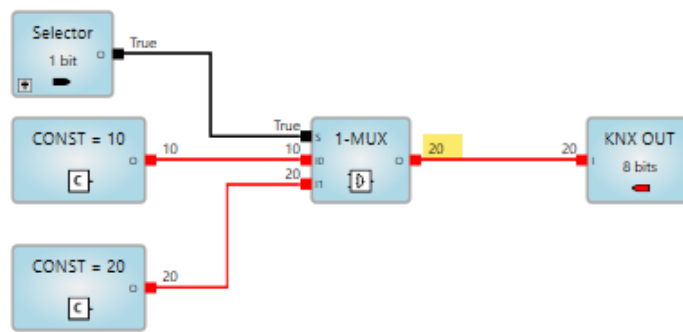 Selector
1 bit
O
True
CONST = 10
C
O
10
True
10
20
S
I0
I1
1-MUX
O
20
20
KNX OUT
I
8 bits
CONST = 20
C
O
20